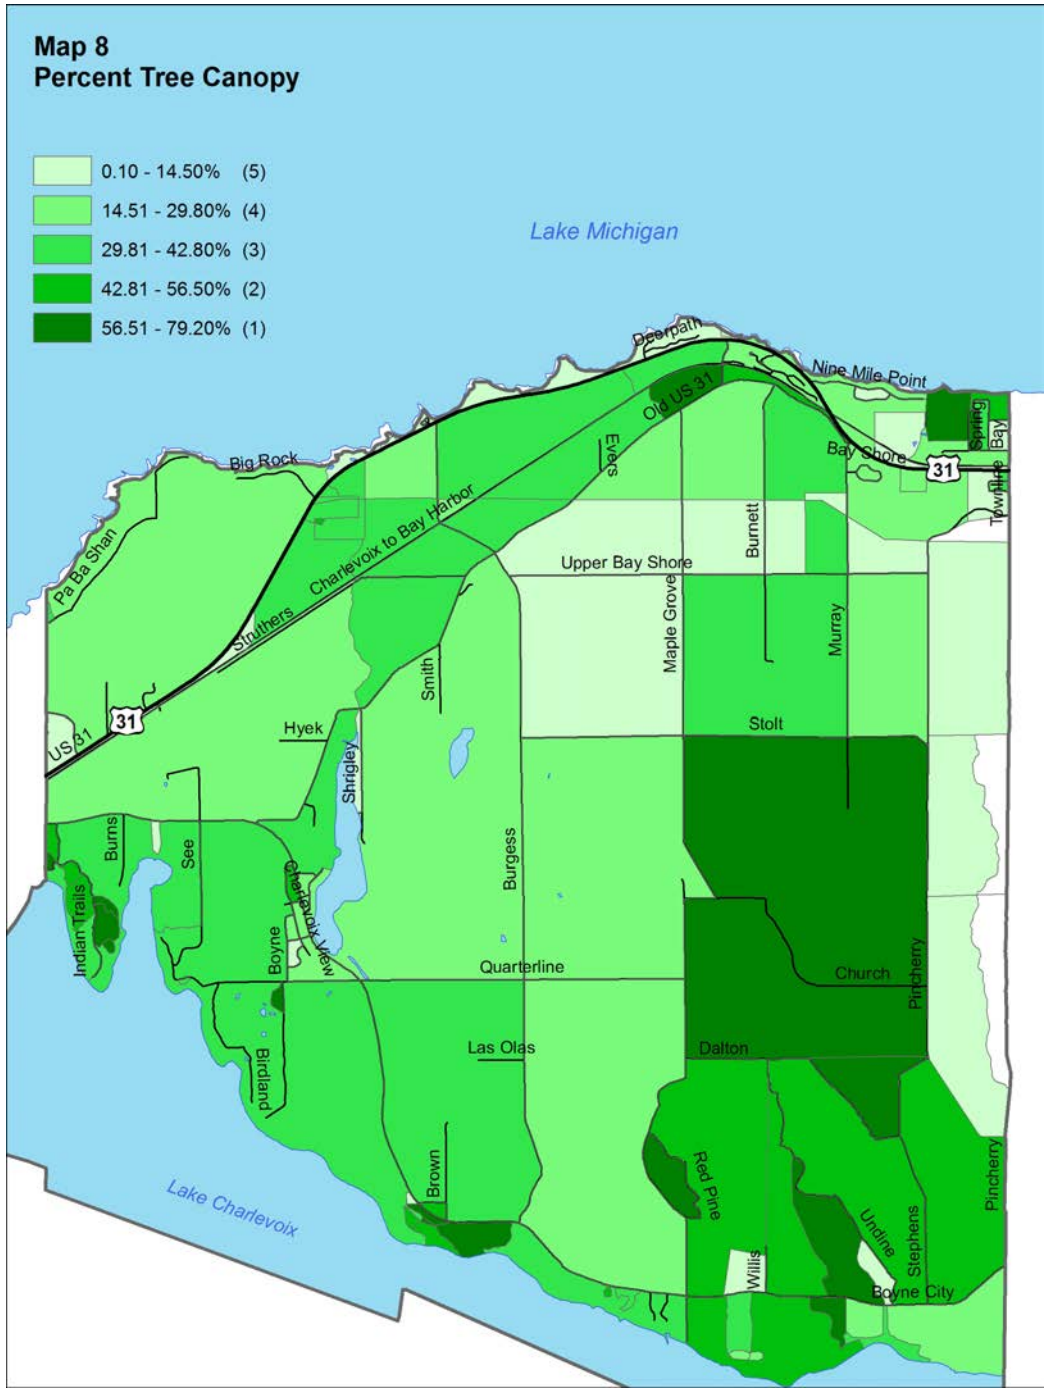 Map 8
Percent Tree Canopy
0.10 - 14.50% (5)
14.51 - 29.80% (4)
29.81 - 42.80% (3)
42.81 - 56.50% (2)
56.51 - 79.20% (1)
Lake Michigan
Deerpath
Nine Mile Point
Old US 31
Spring
Bay
Evers
Bay Shore
31
Big Rock
Townline
Charlevoix to Bay Harbor
Burnett
Pa Ba Shan
Upper Bay Shore
Struthers
Maple Grove
Murray
Smith
31
US 31
Hyek
Stolt
Shrigley
Burns
See
Burgess
Charlevoix View
Indian Trails
Boyne
Quarterline
Church
Pincherry
Birdland
Las Olas
Dalton
Brown
Red Pine
Pincherry
Lake Charlevoix
Undine
Stephens
Willis
Boyne City